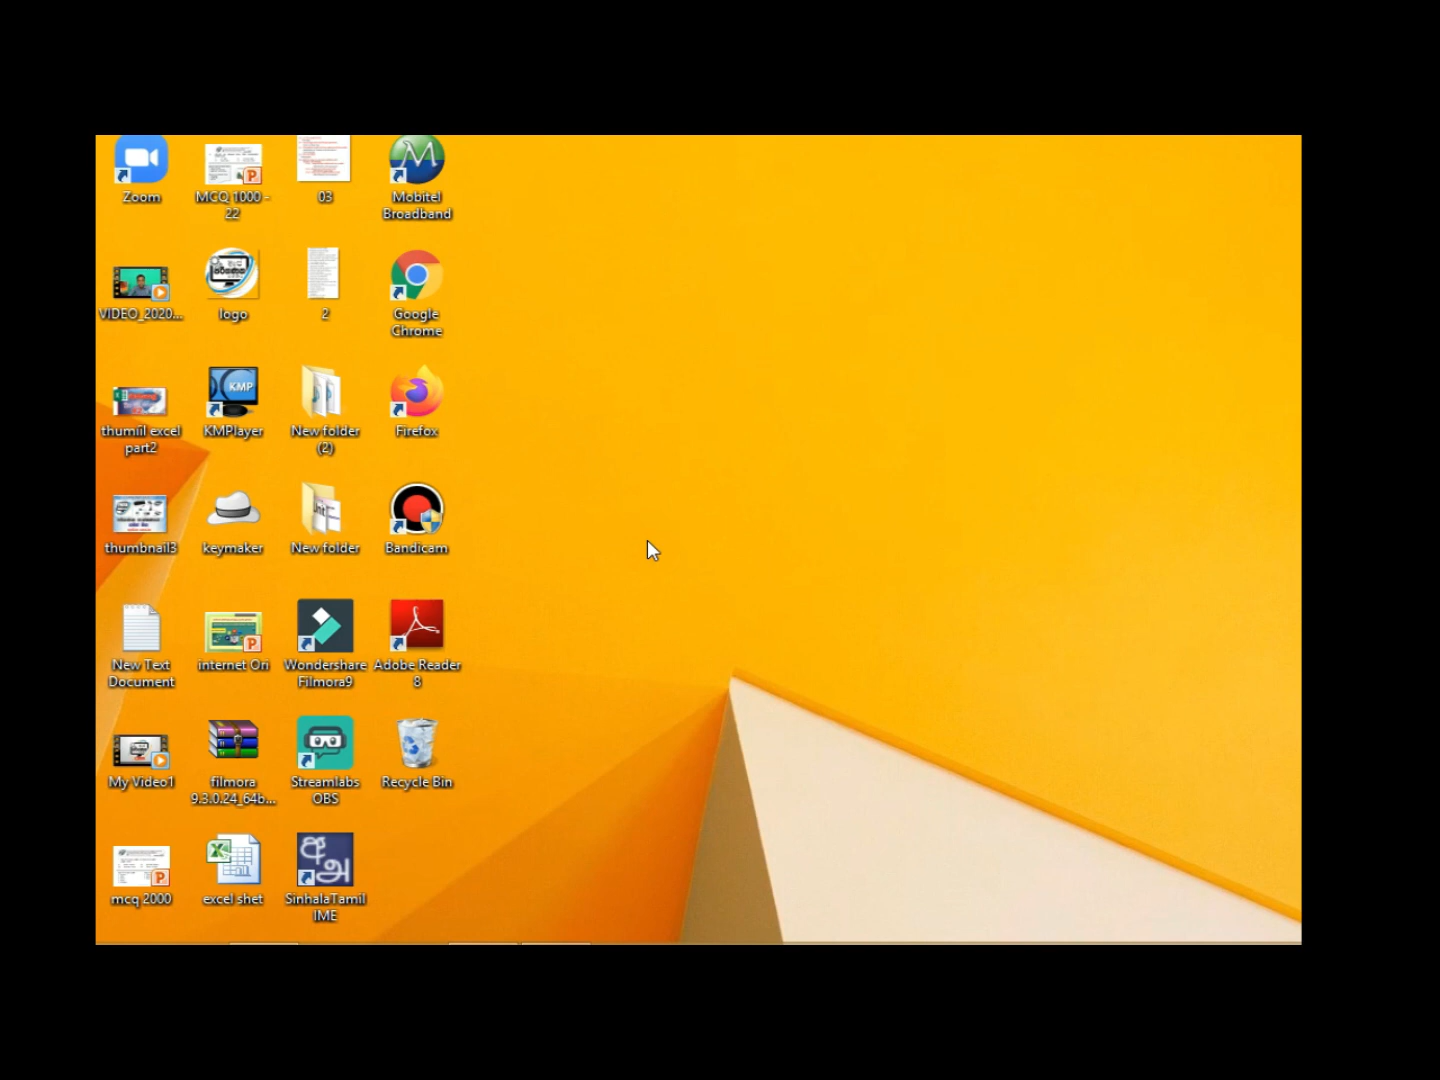 Zoom
MCQ 1000 -
22
03
Mobitel
Broadband
VIDEO_2020...
logo
2
Google
Chrome
thumiil excel
part2
KMP
KMPlayer
New folder
(2)
Firefox
thumbnail3
keymaker
New folder
Bandicam
New Text
Document
internet Ori
Wondershare
Filmora9
Adobe Reader
8
My Video1
filmora
9.3.0.24_64b...
Streamlabs
OBS
Recycle Bin
mcq 2000
excel shet
SinhalaTamil
IME